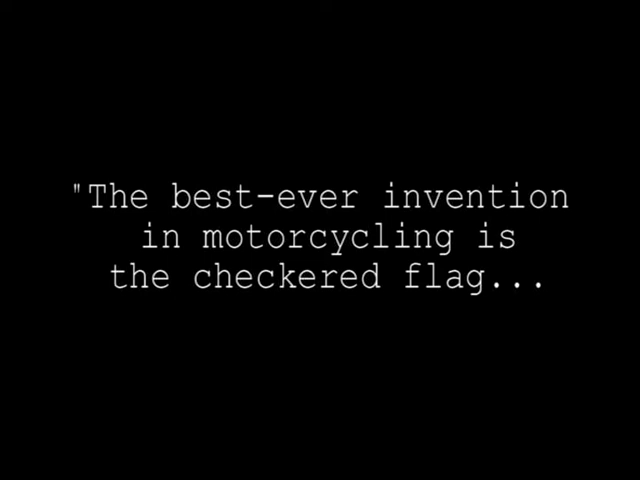 "The best-ever invention
in motorcycling is
the checkered flag...